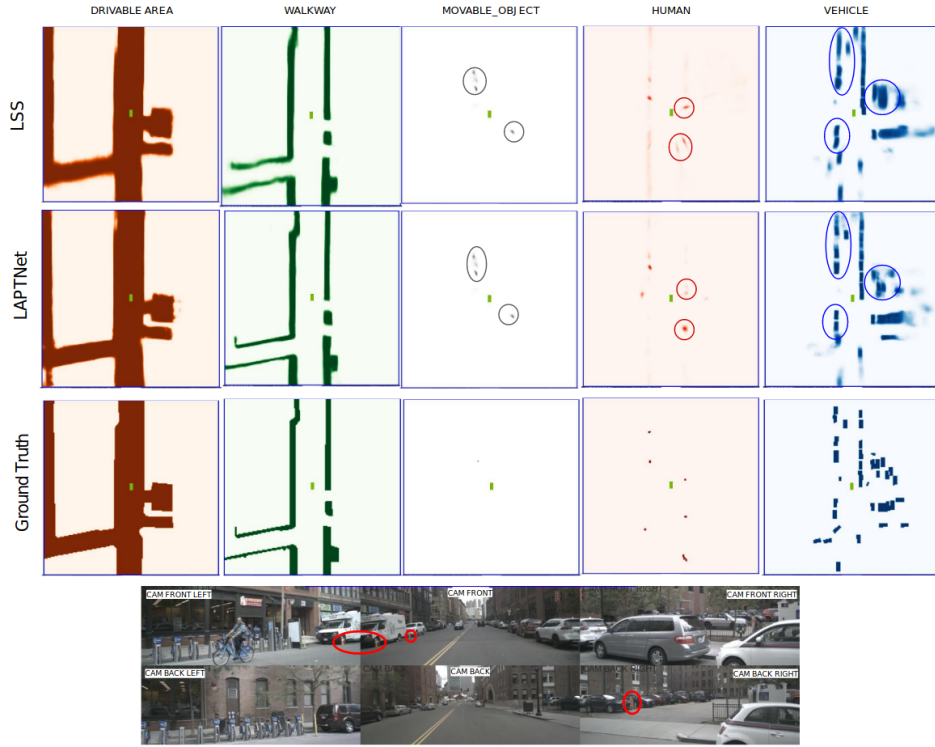 DRIVABLE AREA WALKWAY MOVABLE_OBJECT HUMAN VEHICLE
LSS
LAPTNet
Ground Truth
CAM FRONT LEFT CAM FRONT CAM FRONT RIGHT
CAM BACK LEFT CAM BACK CAM BACK RIGHT